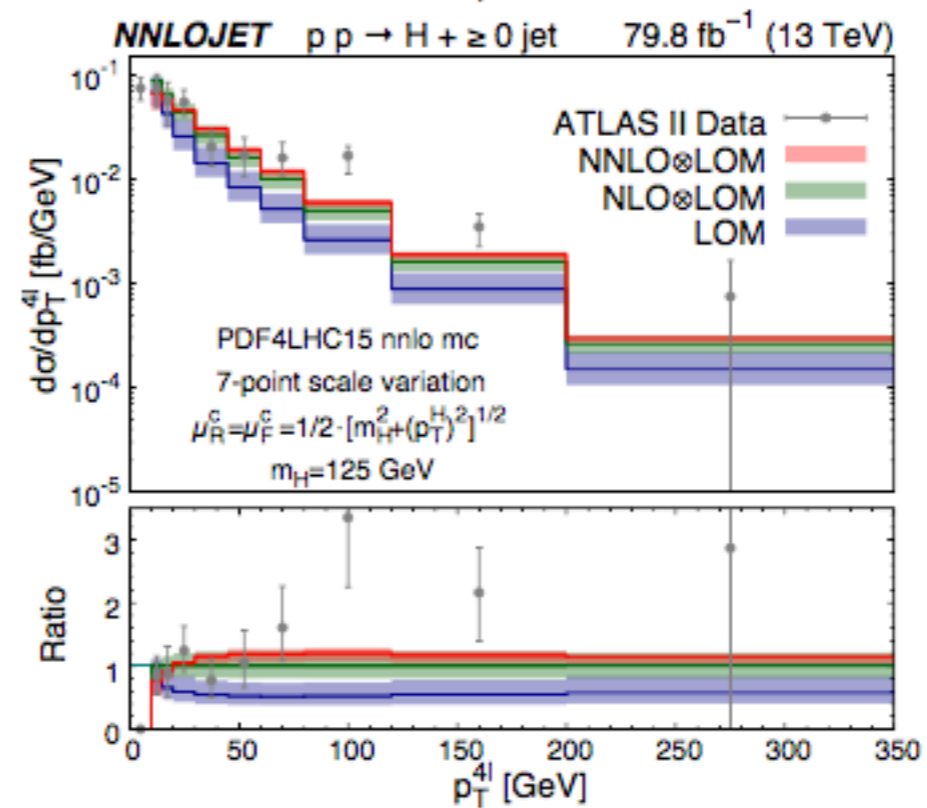 NNLOJET p p → H + ≥ 0 jet 79.8 fb⁻¹ (13 TeV)
dσ/dp_T^4l [fb/GeV]
10⁻¹
10⁻²
10⁻³
10⁻⁴
10⁻⁵
ATLAS II Data
NNLO⊗LOM
NLO⊗LOM
LOM
PDF4LHC15 nnlo mc
7-point scale variation
μ_R^c=μ_F^c=1/2·[m_H^2+(p_T^H)^2]^1/2
m_H=125 GeV
Ratio
3
2
1
0
0 50 100 150 200 250 300 350
p_T^4l [GeV]